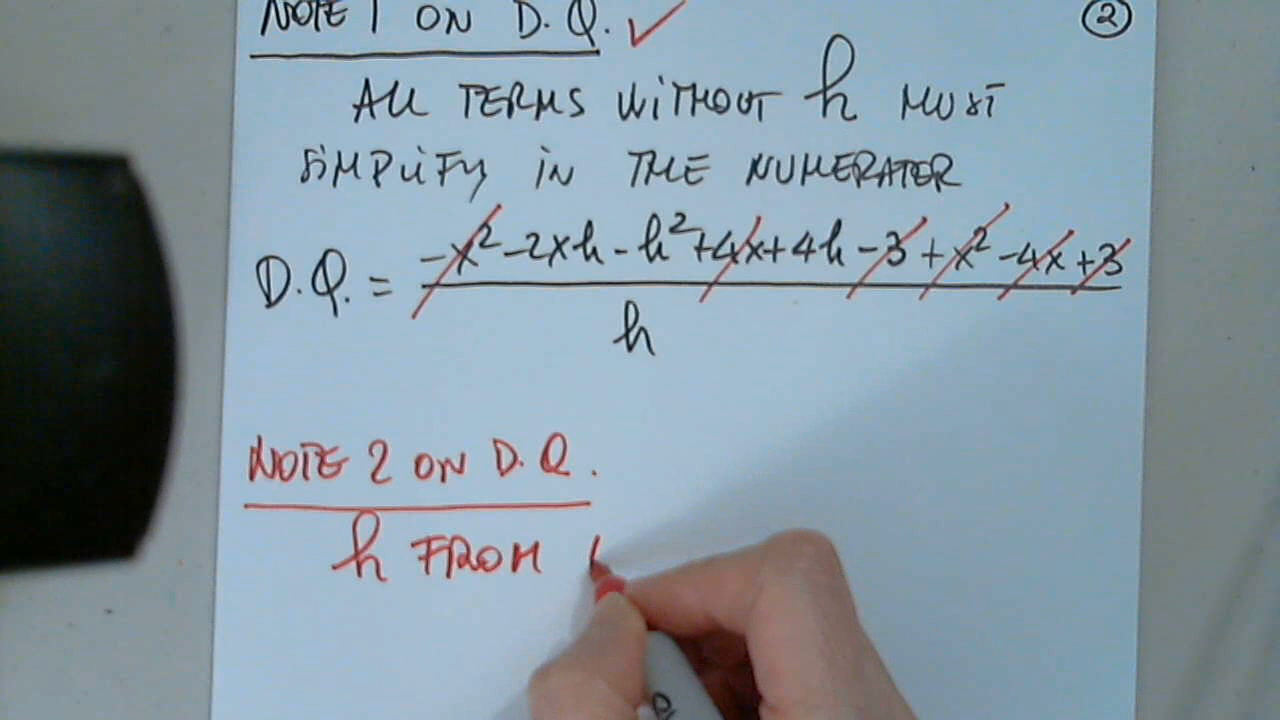 NOTE 1 ON D.Q. ✓
②
ALL TERMS WITHOUT h MUST
SIMPLIFY IN THE NUMERATER
D.Q. = -x² -2xh - h² +4x+4h -3 + x² -4x +3
h
NOTE 2 ON D.Q.
h FROM